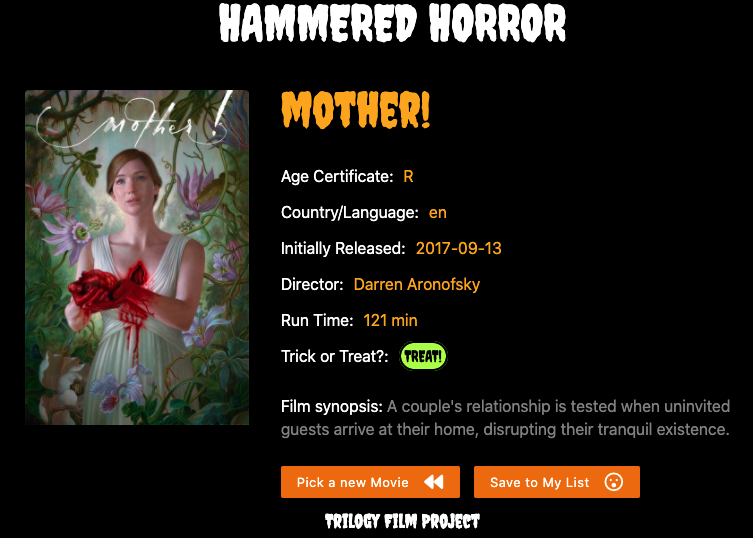 HAMMERED HORROR
mother!
MOTHER!
Age Certificate: R
Country/Language: en
Initially Released: 2017-09-13
Director: Darren Aronofsky
Run Time: 121 min
Trick or Treat?: TREAT!
Film synopsis: A couple's relationship is tested when uninvited
guests arrive at their home, disrupting their tranquil existence.
Pick a new Movie
Save to My List
TRILOGY FILM PROJECT